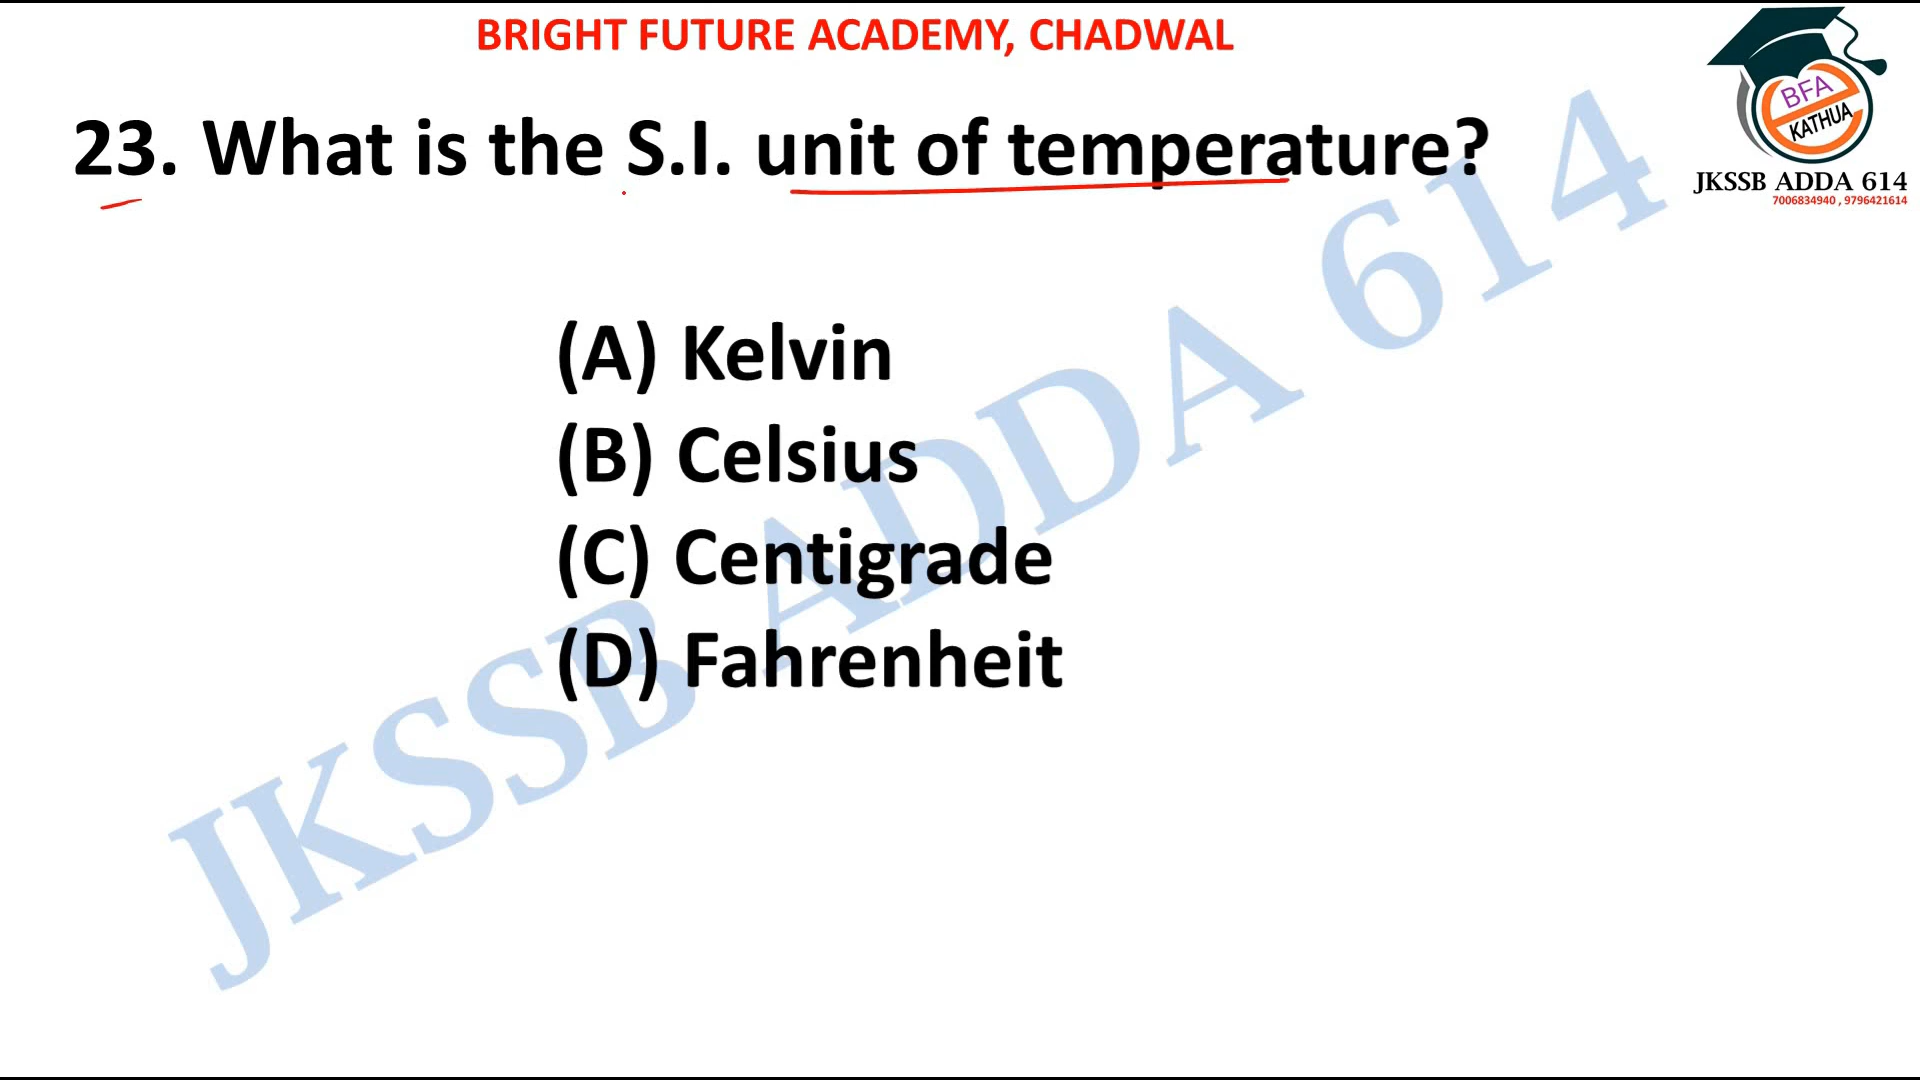 BRIGHT FUTURE ACADEMY, CHADWAL
BFA
KATHUA
JKSSB ADDA 614
7006834940 , 9796421614
23. What is the S.I. unit of temperature?
(A) Kelvin
(B) Celsius
(C) Centigrade
(D) Fahrenheit
JKSSB ADDA 614